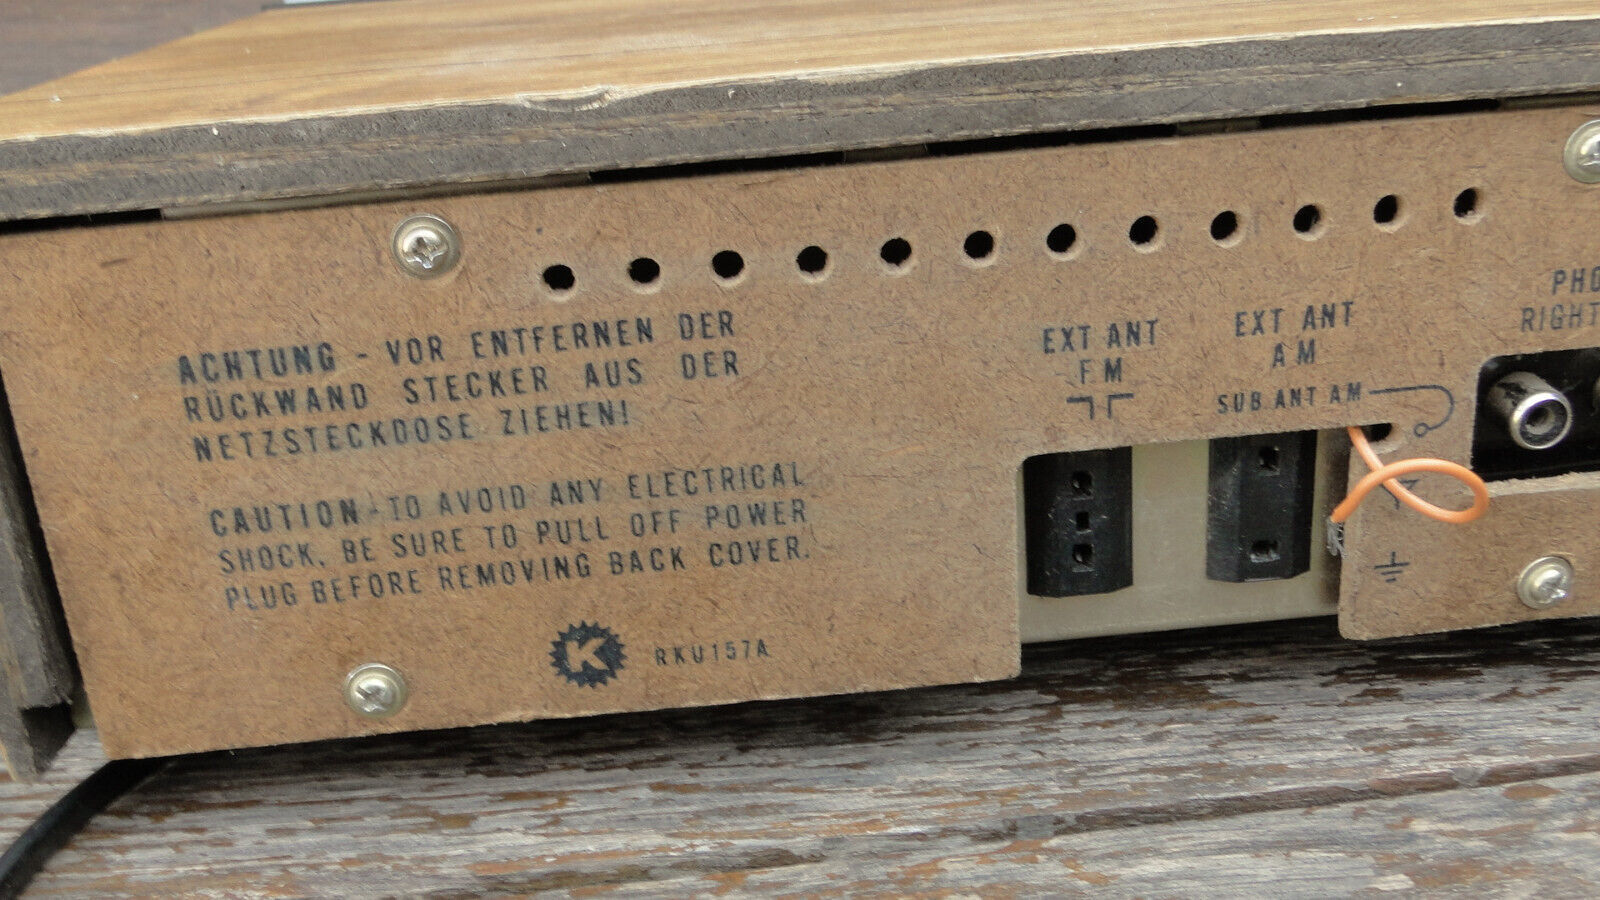 ACHTUNG - VOR ENTFERNEN DER
RÜCKWAND STECKER AUS DER
NETZSTECKDOSE ZIEHEN!
CAUTION - TO AVOID ANY ELECTRICAL
SHOCK, BE SURE TO PULL OFF POWER
PLUG BEFORE REMOVING BACK COVER.
K RKU157A
EXT ANT
FM
EXT ANT
AM
SUB.ANT AM
PHO
RIGHT